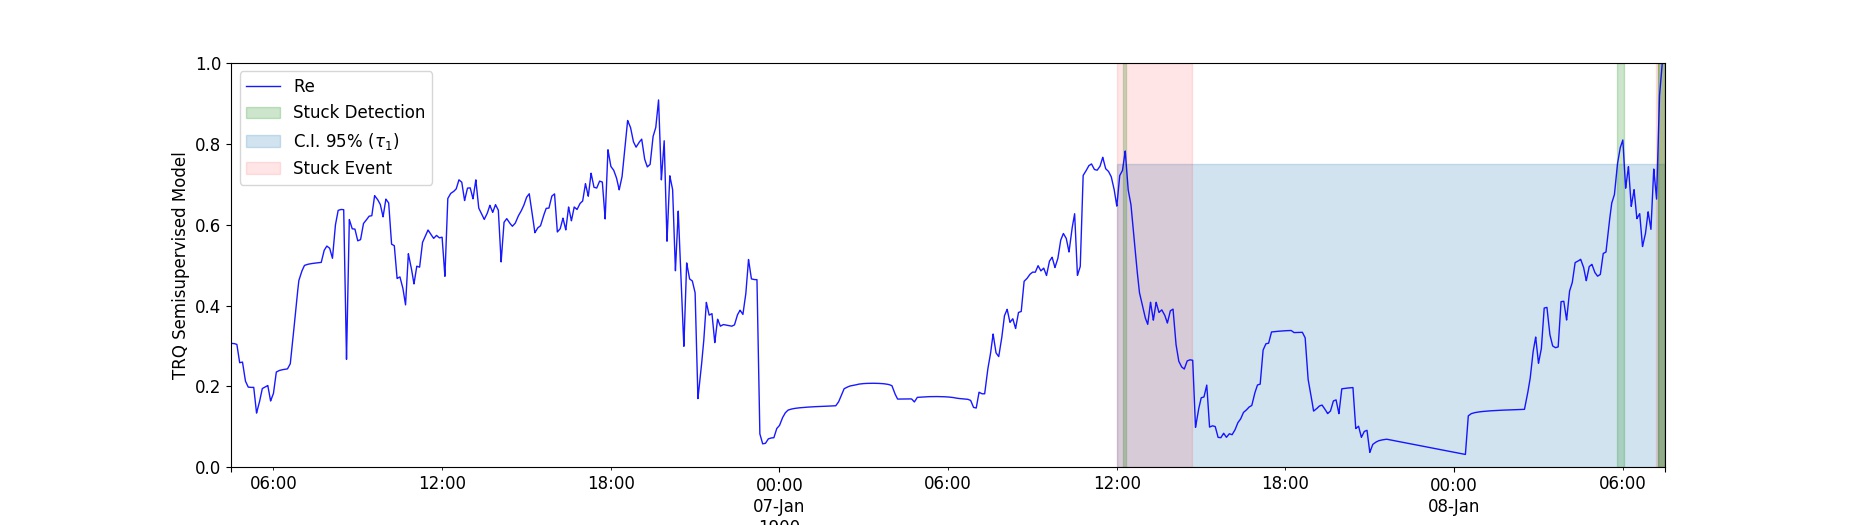 Re
Stuck Detection
C.I. 95% (τ₁)
Stuck Event
TRQ Semisupervised Model
1.0
0.8
0.6
0.4
0.2
0.0
06:00
12:00
18:00
00:00
07-Jan
1900
06:00
12:00
18:00
00:00
08-Jan
06:00